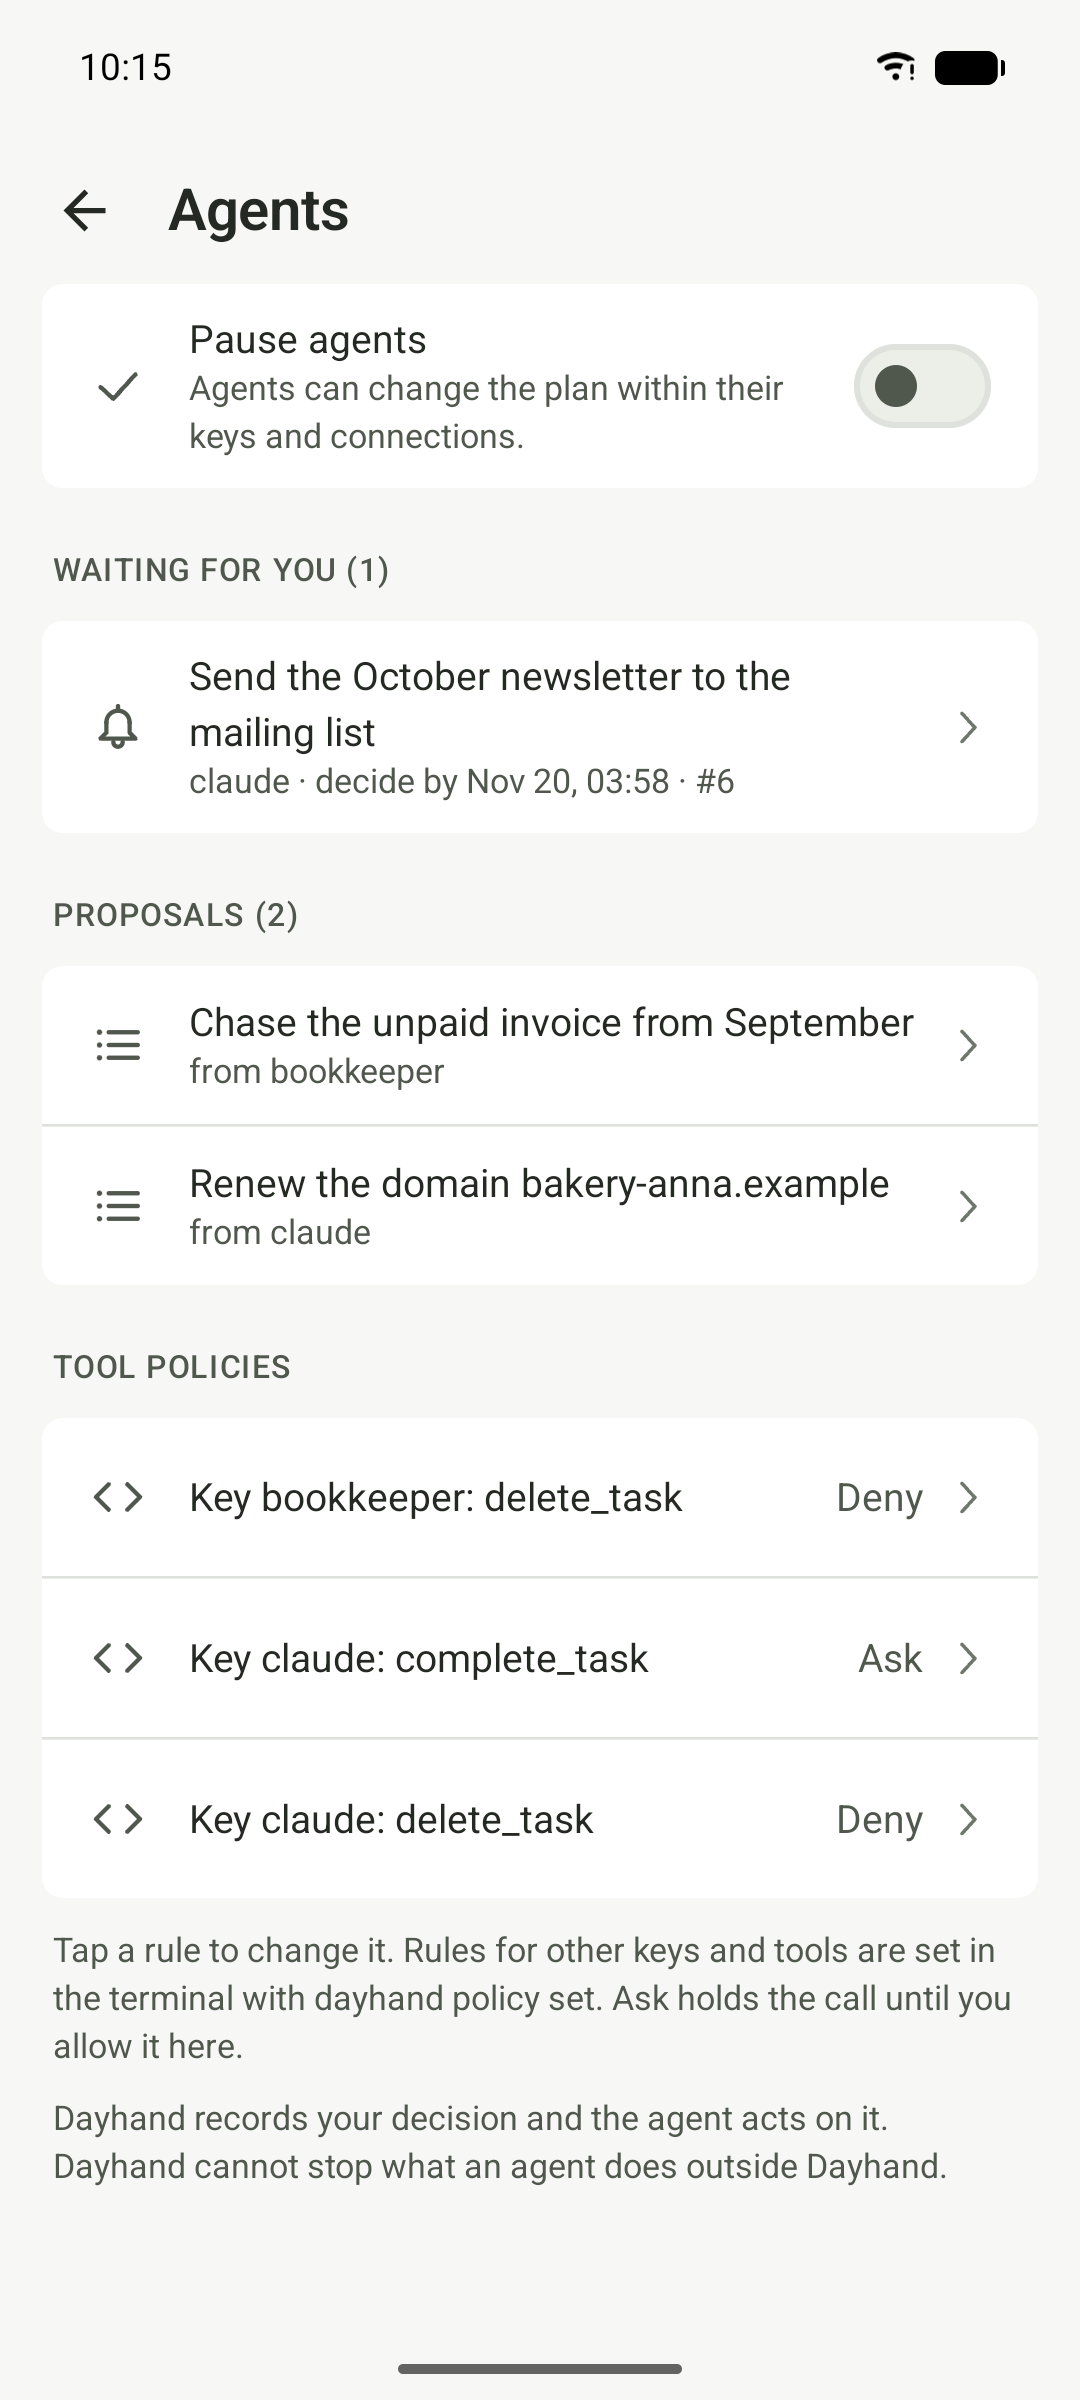 10:15
Agents
Pause agents
Agents can change the plan within their
keys and connections.
WAITING FOR YOU (1)
Send the October newsletter to the
mailing list
claude · decide by Nov 20, 03:58 · #6
PROPOSALS (2)
Chase the unpaid invoice from September
from bookkeeper
Renew the domain bakery-anna.example
from claude
TOOL POLICIES
Key bookkeeper: delete_task Deny
Key claude: complete_task Ask
Key claude: delete_task Deny
Tap a rule to change it. Rules for other keys and tools are set in
the terminal with dayhand policy set. Ask holds the call until you
allow it here.
Dayhand records your decision and the agent acts on it.
Dayhand cannot stop what an agent does outside Dayhand.